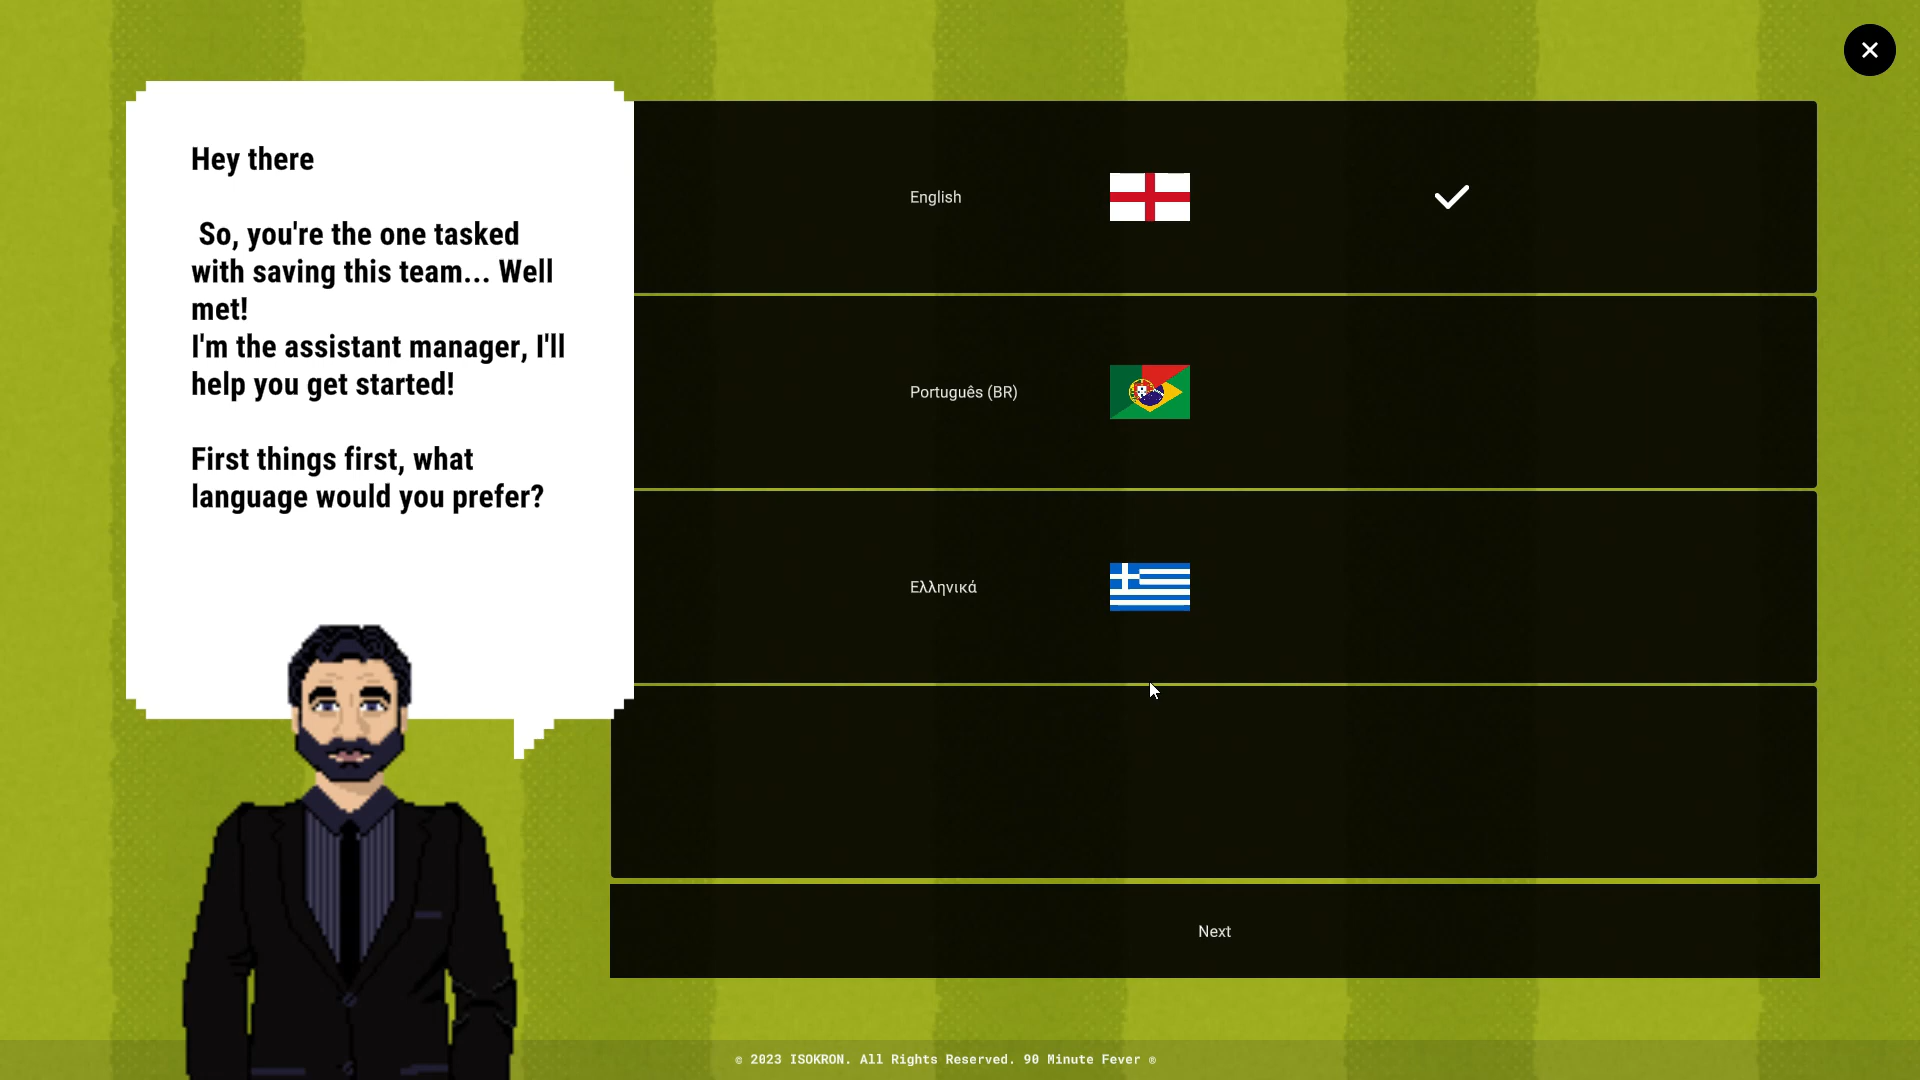 Hey there
So, you're the one tasked
with saving this team... Well
met!
I'm the assistant manager, I'll
help you get started!
First things first, what
language would you prefer?
English
Português (BR)
Ελληνικά
Next
© 2023 ISOKRON. All Rights Reserved. 90 Minute Fever ®